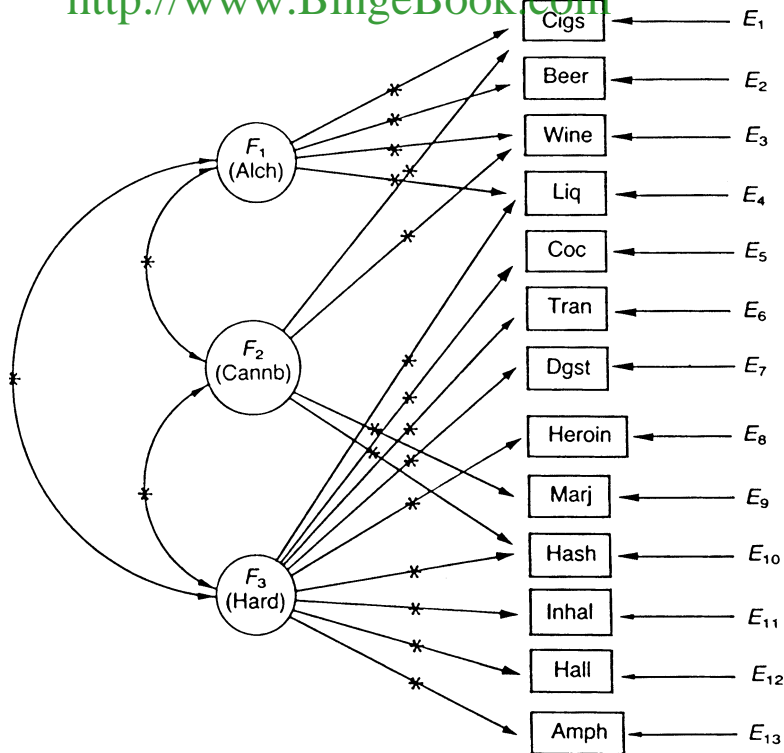 http://www.BingeBook.com
Cigs
E1
Beer
E2
F1
(Alch)
Wine
E3
Liq
E4
Coc
E5
Tran
E6
F2
(Cannb)
Dgst
E7
Heroin
E8
Marj
E9
F3
(Hard)
Hash
E10
Inhal
E11
Hall
E12
Amph
E13